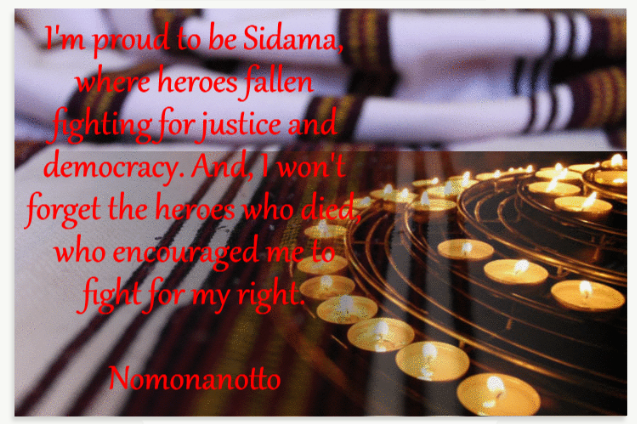 I'm proud to be Sidama,
where heroes fallen
fighting for justice and
democracy. And, I won't
forget the heroes who died,
who encouraged me to
fight for my right.
Nomonanotto